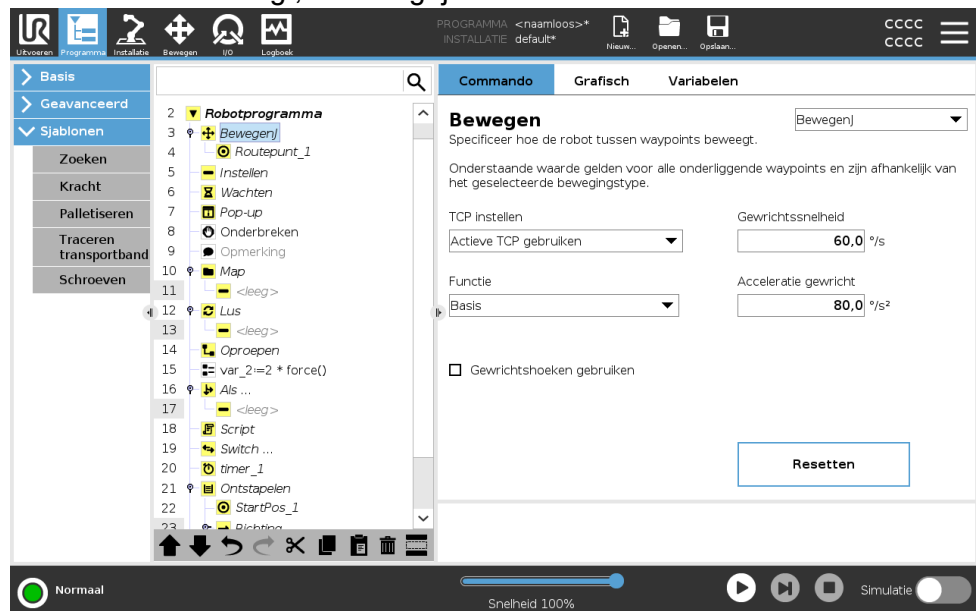 PROGRAMMA <naamloos>*
INSTALLATIE default*
Uitvoeren Programma Installatie Bewegen I/O Logboek
Nieuw... Openen... Opslaan...
CCCC
CCCC
Basis
Geavanceerd
Sjablonen
Zoeken
Kracht
Palletiseren
Traceren
transportband
Schroeven
2 Robotprogramma
3 BewegenJ
4 Routepunt_1
5 Instellen
6 Wachten
7 Pop-up
8 Onderbreken
9 Opmerking
10 Map
11 <leeg>
12 Lus
13 <leeg>
14 Oproepen
15 var_2:=2 * force()
16 Als ...
17 <leeg>
18 Script
19 Switch ...
20 timer_1
21 Ontstapelen
22 StartPos_1
23 Richting
Commando Grafisch Variabelen
Bewegen
BewegenJ
Specificeer hoe de robot tussen waypoints beweegt.
Onderstaande waarde gelden voor alle onderliggende waypoints en zijn afhankelijk van
het geselecteerde bewegingstype.
TCP instellen
Gewrichtssnelheid
Actieve TCP gebruiken
60,0 °/s
Functie
Acceleratie gewricht
Basis
80,0 °/s²
Gewrichtshoeken gebruiken
Resetten
Normaal
Snelheid 100%
Simulatie